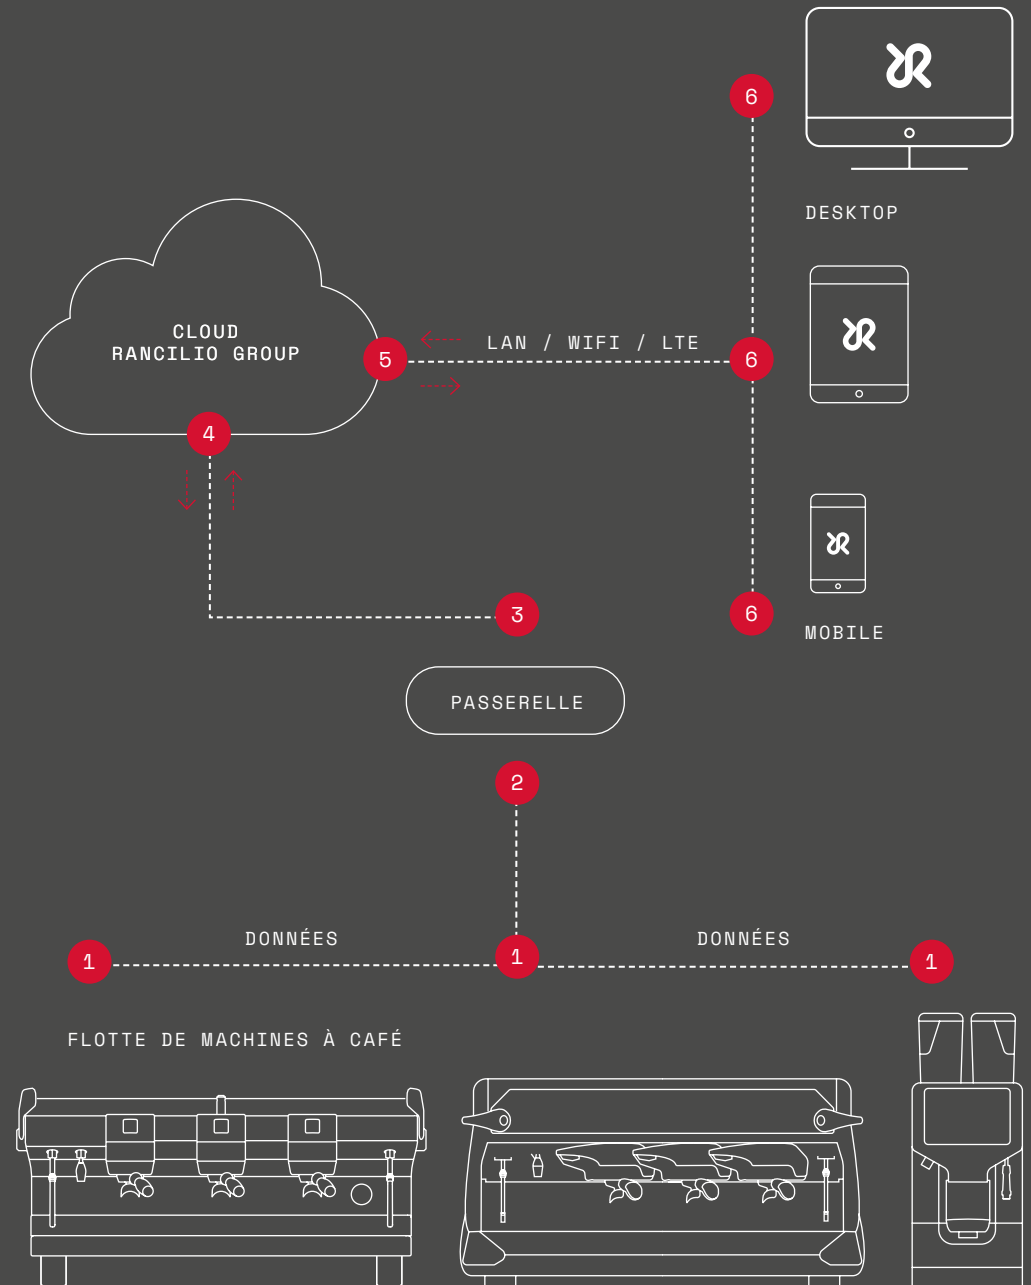 6
DESKTOP
CLOUD
RANCILIO GROUP
5
LAN / WIFI / LTE
6
4
3
6
MOBILE
PASSERELLE
2
DONNÉES
DONNÉES
1
1
1
FLOTTE DE MACHINES À CAFÉ